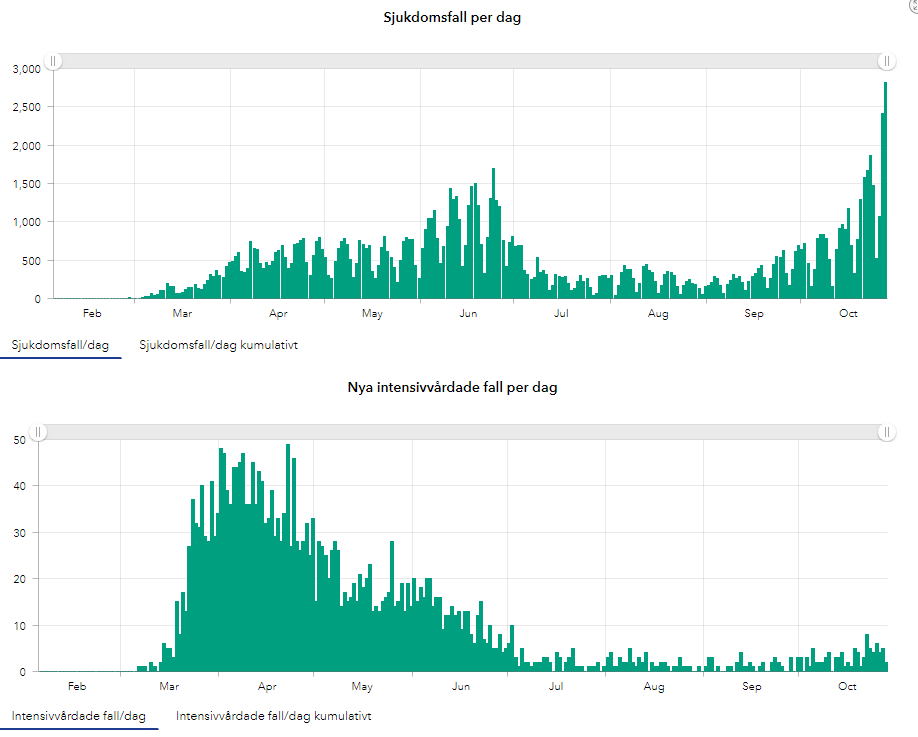 Sjukdomsfall per dag
3,000
2,500
2,000
1,500
1,000
500
0
Feb Mar Apr May Jun Jul Aug Sep Oct
Sjukdomsfall/dag Sjukdomsfall/dag kumulativt
Nya intensivvårdade fall per dag
50
40
30
20
10
0
Feb Mar Apr May Jun Jul Aug Sep Oct
Intensivvårdade fall/dag Intensivvårdade fall/dag kumulativt